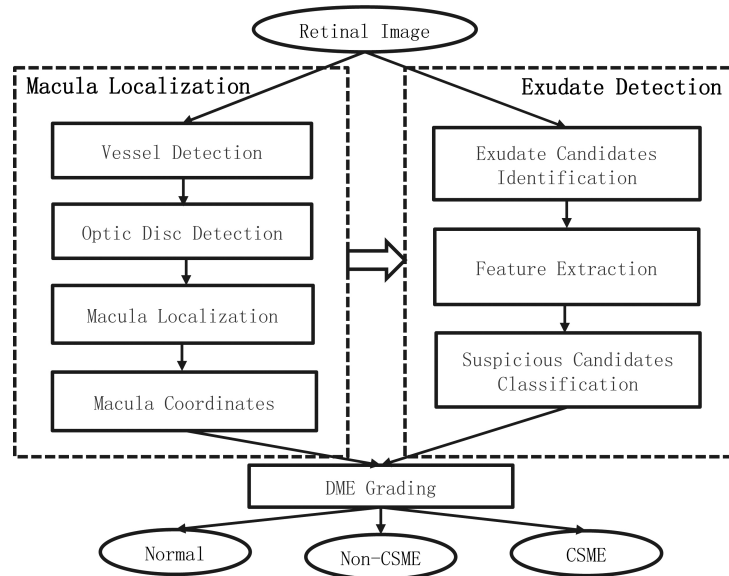 Retinal Image
Macula Localization
Vessel Detection
Optic Disc Detection
Macula Localization
Macula Coordinates
Exudate Detection
Exudate Candidates
Identification
Feature Extraction
Suspicious Candidates
Classification
DME Grading
Normal
Non-CSME
CSME